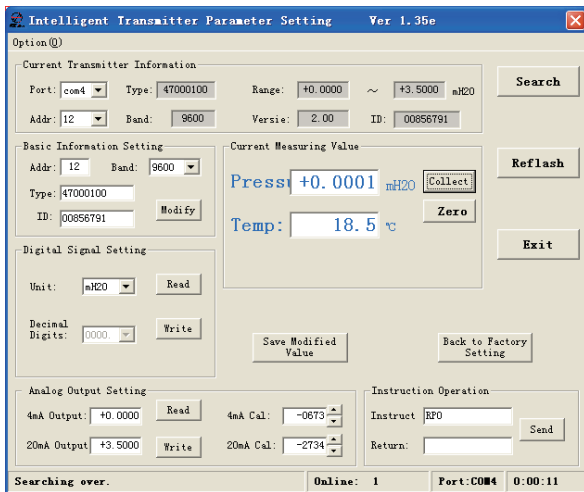 Intelligent Transmitter Parameter Setting Ver 1.35e
Option(O)
Current Transmitter Information
Port: com4 Type: 47000100 Range: +0.0000 ~ +3.5000 mH2O
Addr: 12 Band: 9600 Versie: 2.00 ID: 00856791
Search
Basic Information Setting
Addr: 12 Band: 9600
Type: 47000100
ID: 00856791 Modify
Current Measuring Value
Press +0.0001 mH2O Collect
Zero
Temp: 18.5 ℃
Reflash
Exit
Digital Signal Setting
Unit: mH2O Read
Decimal
Digits: 0000. Write
Save Modified
Value
Back to Factory
Setting
Analog Output Setting
4mA Output: +0.0000 Read 4mA Cal: -0673
20mA Output +3.5000 Write 20mA Cal: -2734
Instruction Operation
Instruct RPO
Send
Return:
Searching over. Online: 1 Port:COM4 0:00:11